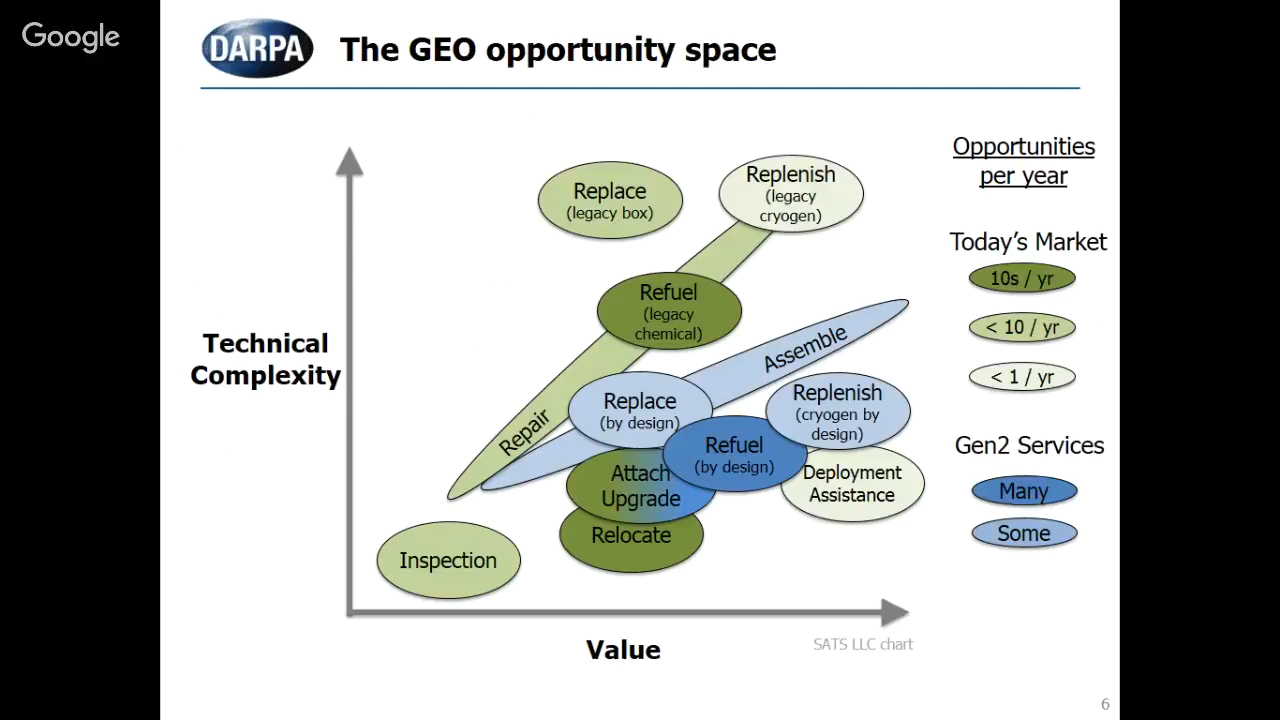 Google
DARPA
The GEO opportunity space
Opportunities
per year
Replace
(legacy box)
Replenish
(legacy
cryogen)
Today's Market
10s / yr
Refuel
(legacy
chemical)
< 10 / yr
Technical
Complexity
Assemble
< 1 / yr
Replace
(by design)
Replenish
(cryogen by
design)
Repair
Refuel
(by design)
Gen2 Services
Attach
Upgrade
Deployment
Assistance
Many
Relocate
Some
Inspection
Value
SATS LLC chart
6